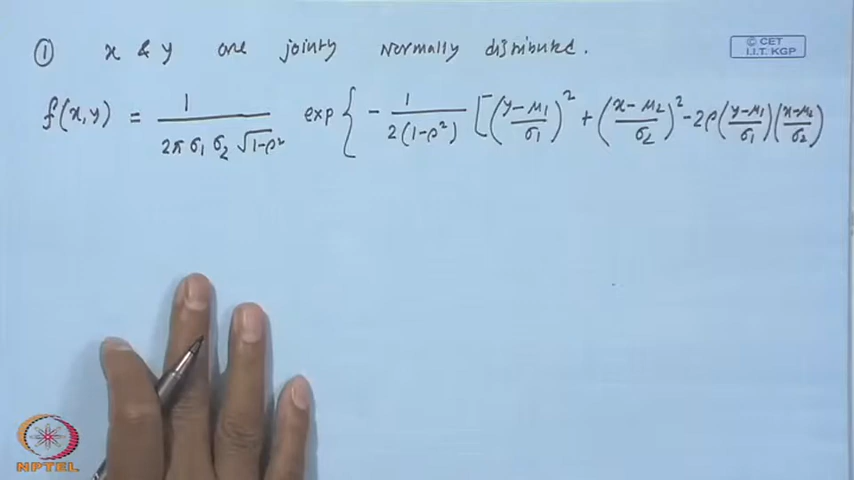 ① x & y are jointy normally distributed.
© CET
I.I.T. KGP
f(x,y) = 1/(2π σ₁ σ₂ √(1-ρ²)) exp{ - 1/(2(1-ρ²)) [ ((y-μ₁)/σ₁)² + ((x-μ₂)/σ₂)² - 2ρ((y-μ₁)/σ₁)((x-μ₂)/σ₂)
NPTEL